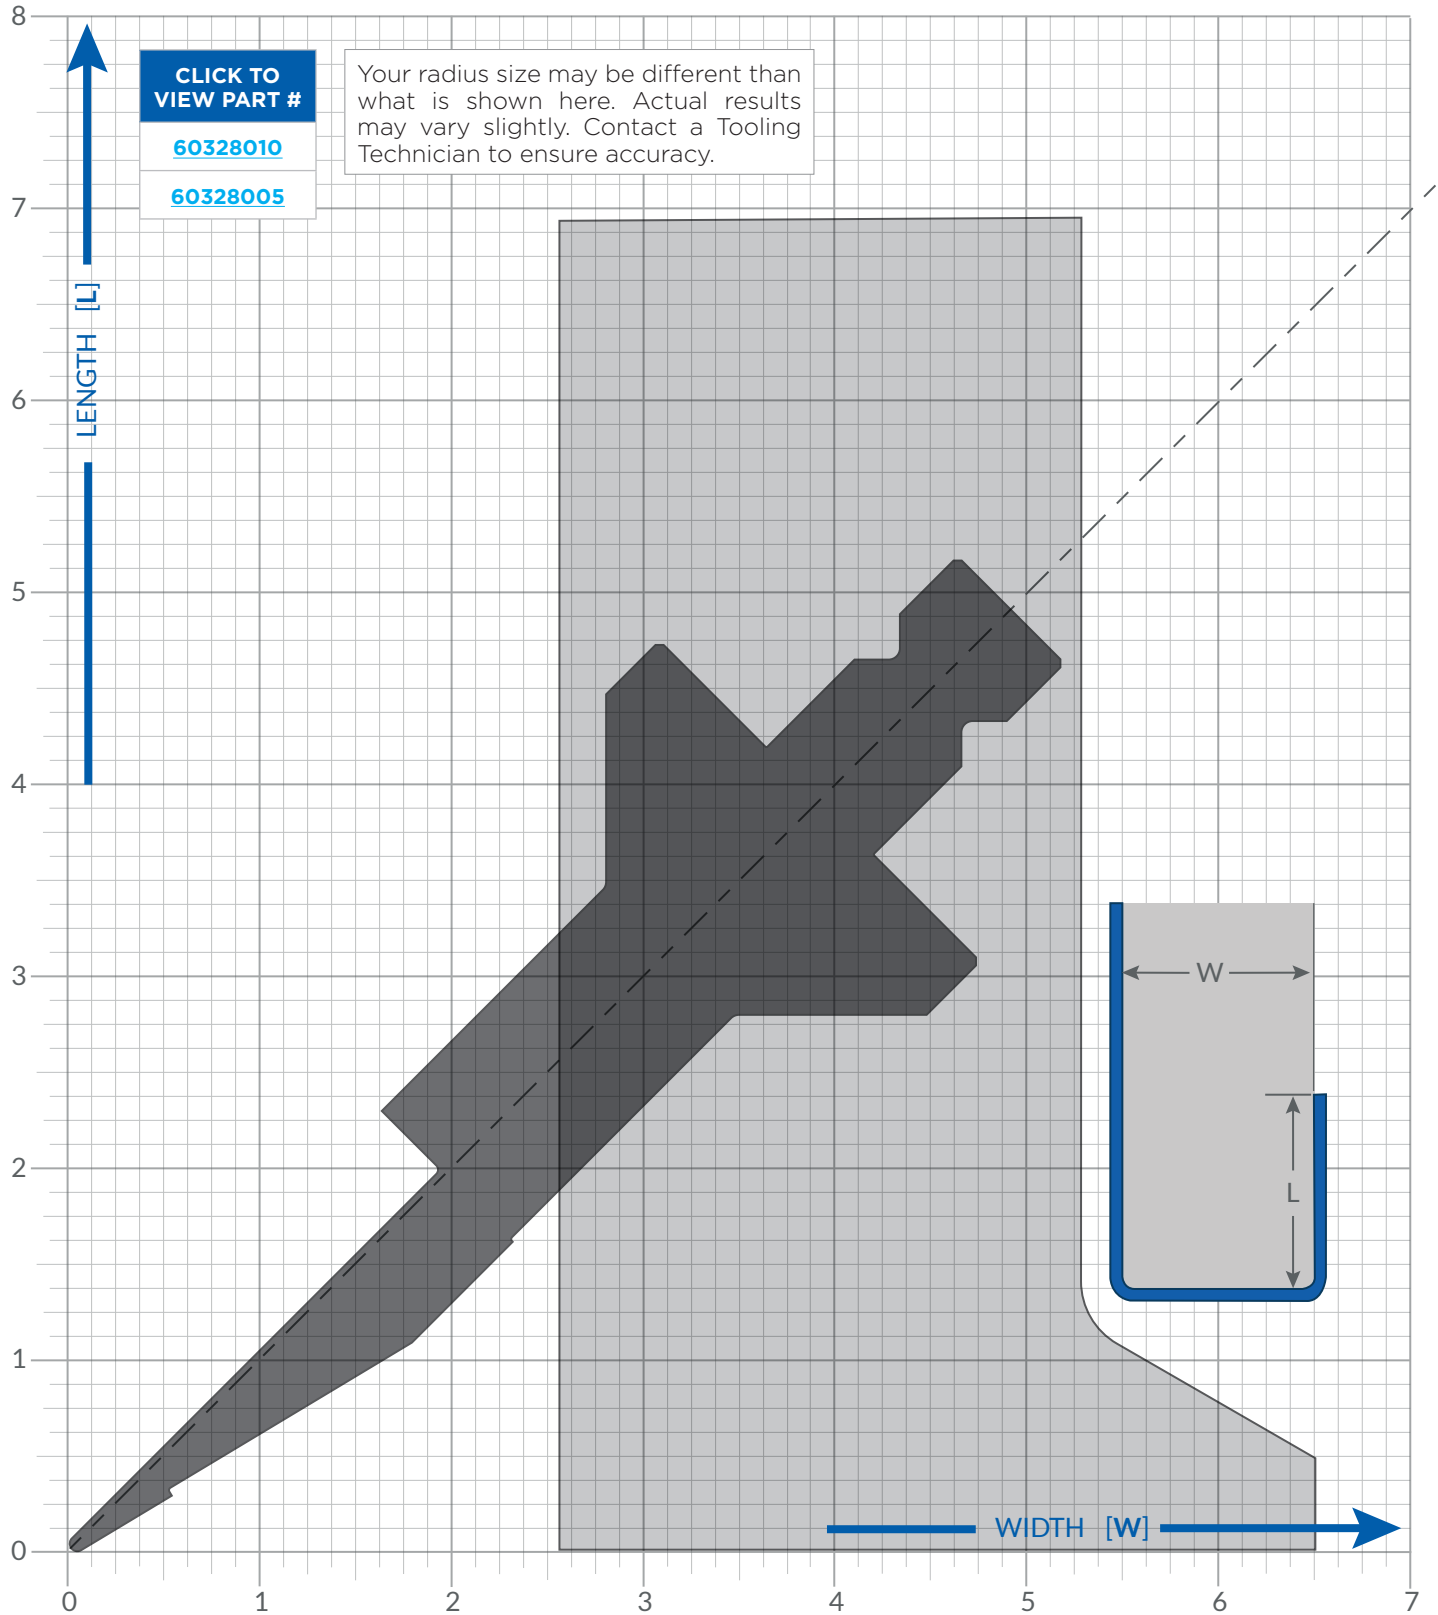 8
CLICK TO
VIEW PART #
60328010
60328005
Your radius size may be different than
what is shown here. Actual results
may vary slightly. Contact a Tooling
Technician to ensure accuracy.
7
LENGTH [L]
6
5
4
3
2
1
0
W
L
WIDTH [W]
0 1 2 3 4 5 6 7